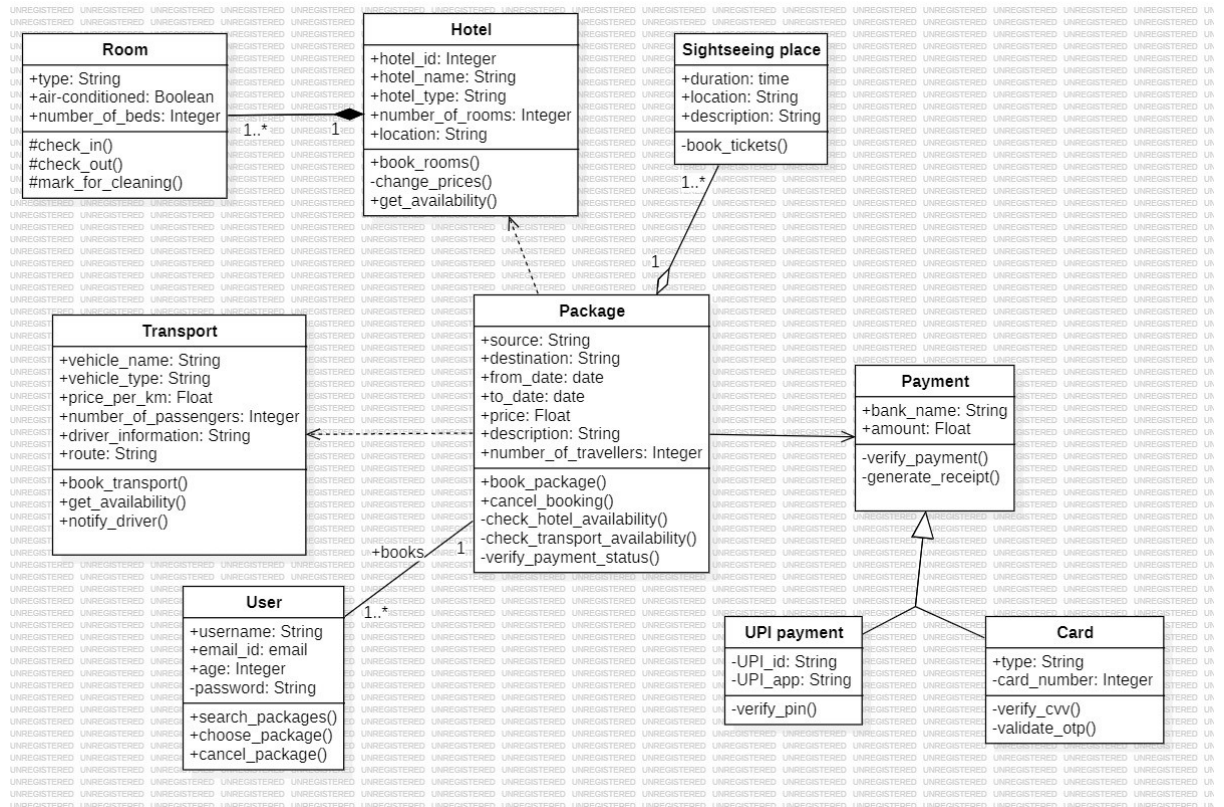 Room
+type: String
+air-conditioned: Boolean
+number_of_beds: Integer
#check_in()
#check_out()
#mark_for_cleaning()
1..*
1
Hotel
+hotel_id: Integer
+hotel_name: String
+hotel_type: String
+number_of_rooms: Integer
+location: String
+book_rooms()
-change_prices()
+get_availability()
Sightseeing place
+duration: time
+location: String
+description: String
-book_tickets()
1..*
1
Transport
+vehicle_name: String
+vehicle_type: String
+price_per_km: Float
+number_of_passengers: Integer
+driver_information: String
+route: String
+book_transport()
+get_availability()
+notify_driver()
Package
+source: String
+destination: String
+from_date: date
+to_date: date
+price: Float
+description: String
+number_of_travellers: Integer
+book_package()
+cancel_booking()
-check_hotel_availability()
-check_transport_availability()
-verify_payment_status()
Payment
+bank_name: String
+amount: Float
-verify_payment()
-generate_receipt()
+books
1
1..*
User
+username: String
+email_id: email
+age: Integer
-password: String
+search_packages()
+choose_package()
+cancel_package()
UPI payment
-UPI_id: String
-UPI_app: String
-verify_pin()
Card
+type: String
-card_number: Integer
-verify_cvv()
-validate_otp()
UNREGISTERED